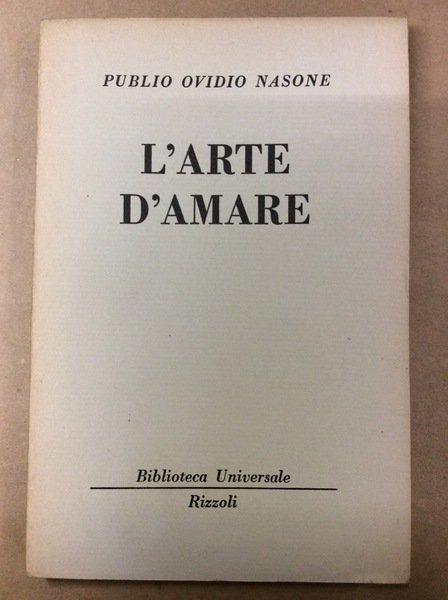 PUBLIO OVIDIO NASONE
L'ARTE
D'AMARE
Biblioteca Universale
Rizzoli